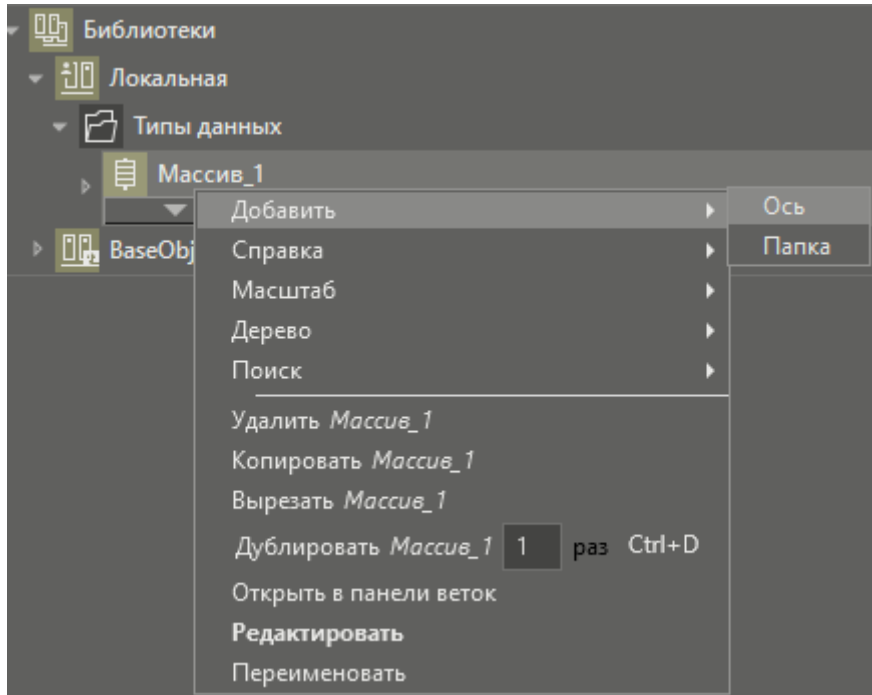 Библиотеки
Локальная
Типы данных
Массив_1
Добавить
Ось
Справка
Папка
BaseObj
Масштаб
Дерево
Поиск
Удалить Массив_1
Копировать Массив_1
Вырезать Массив_1
Дублировать Массив_1 1 раз Ctrl+D
Открыть в панели веток
Редактировать
Переименовать